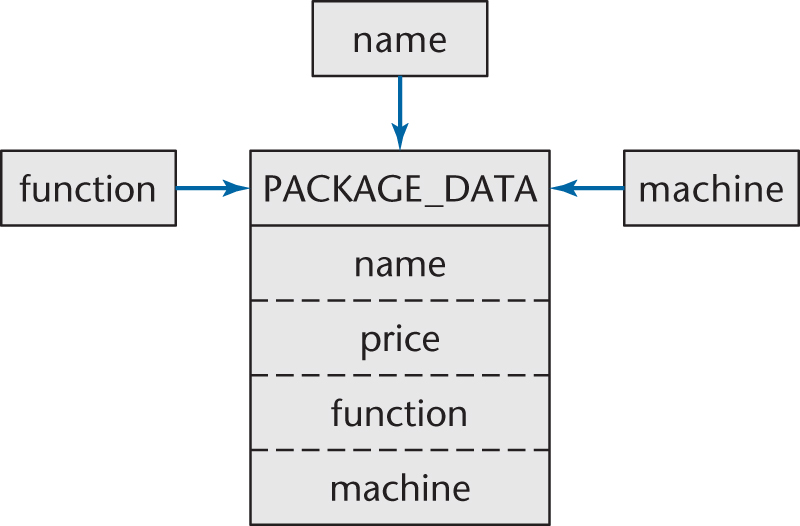 name
function
PACKAGE_DATA
machine
name
price
function
machine